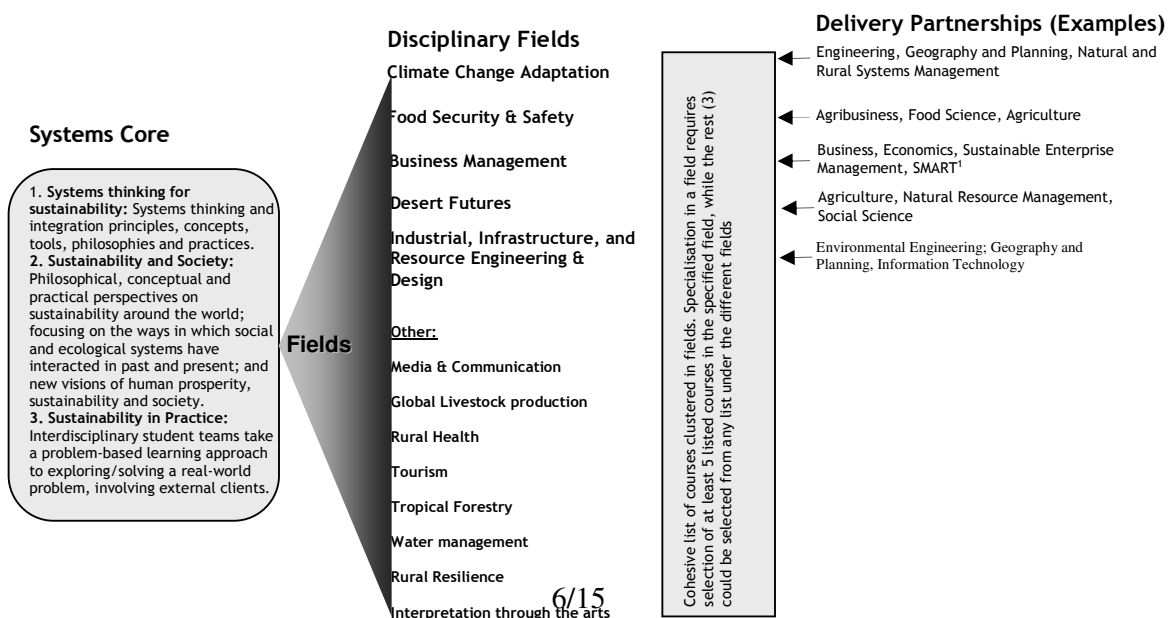 Systems Core
1. Systems thinking for
sustainability: Systems thinking and
integration principles, concepts,
tools, philosophies and practices.
2. Sustainability and Society:
Philosophical, conceptual and
practical perspectives on
sustainability around the world;
focusing on the ways in which social
and ecological systems have
interacted in past and present; and
new visions of human prosperity,
sustainability and society.
3. Sustainability in Practice:
Interdisciplinary student teams take
a problem-based learning approach
to exploring/solving a real-world
problem, involving external clients.
Fields
Disciplinary Fields
Climate Change Adaptation
Food Security & Safety
Business Management
Desert Futures
Industrial, Infrastructure, and
Resource Engineering &
Design
Other:
Media & Communication
Global Livestock production
Rural Health
Tourism
Tropical Forestry
Water management
Rural Resilience
Interpretation through the arts
6/15
Cohesive list of courses clustered in fields. Specialisation in a field requires
selection of at least 5 listed courses in the specified field, while the rest (3)
could be selected from any list under the different fields
Delivery Partnerships (Examples)
Engineering, Geography and Planning, Natural and
Rural Systems Management
Agribusiness, Food Science, Agriculture
Business, Economics, Sustainable Enterprise
Management, SMART¹
Agriculture, Natural Resource Management,
Social Science
Environmental Engineering; Geography and
Planning, Information Technology